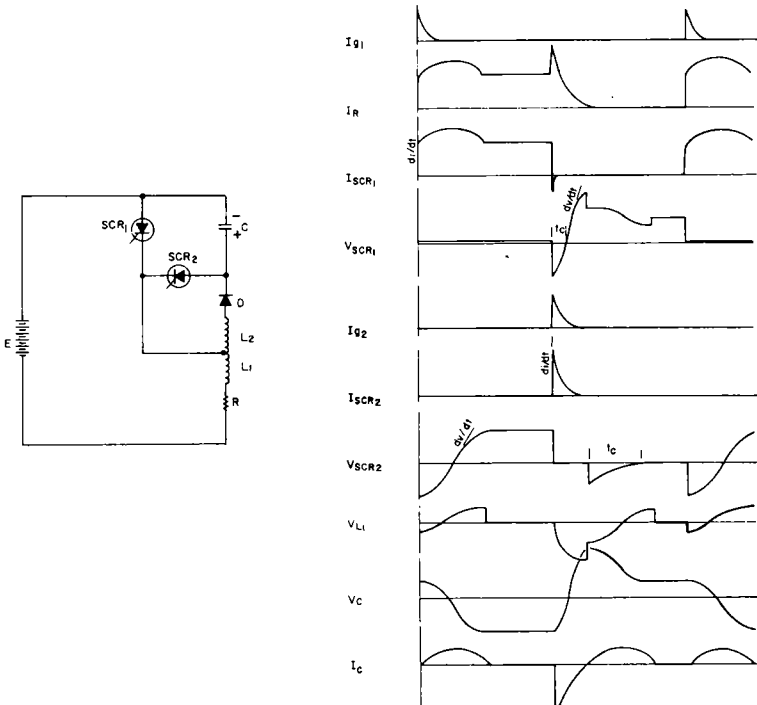 SCR1
−
C
+
SCR2
D
L2
E
L1
R
Ig1
IR
di/dt
ISCR1
dv/dt
tc
VSCR1
Ig2
di/dt
ISCR2
dv/dt
tc
VSCR2
VL1
VC
IC